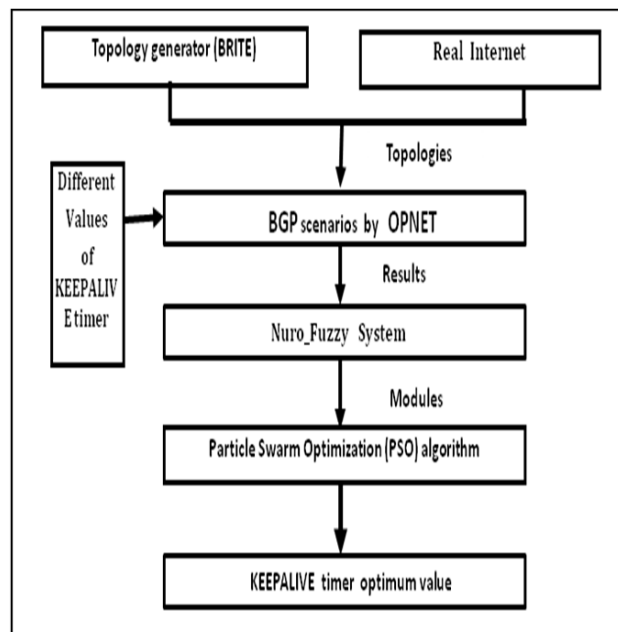 Topology generator (BRITE)
Real Internet
Topologies
Different
Values
of
KEEPALIV
E timer
BGP scenarios by OPNET
Results
Nuro_Fuzzy System
Modules
Particle Swarm Optimization (PSO) algorithm
KEEPALIVE timer optimum value